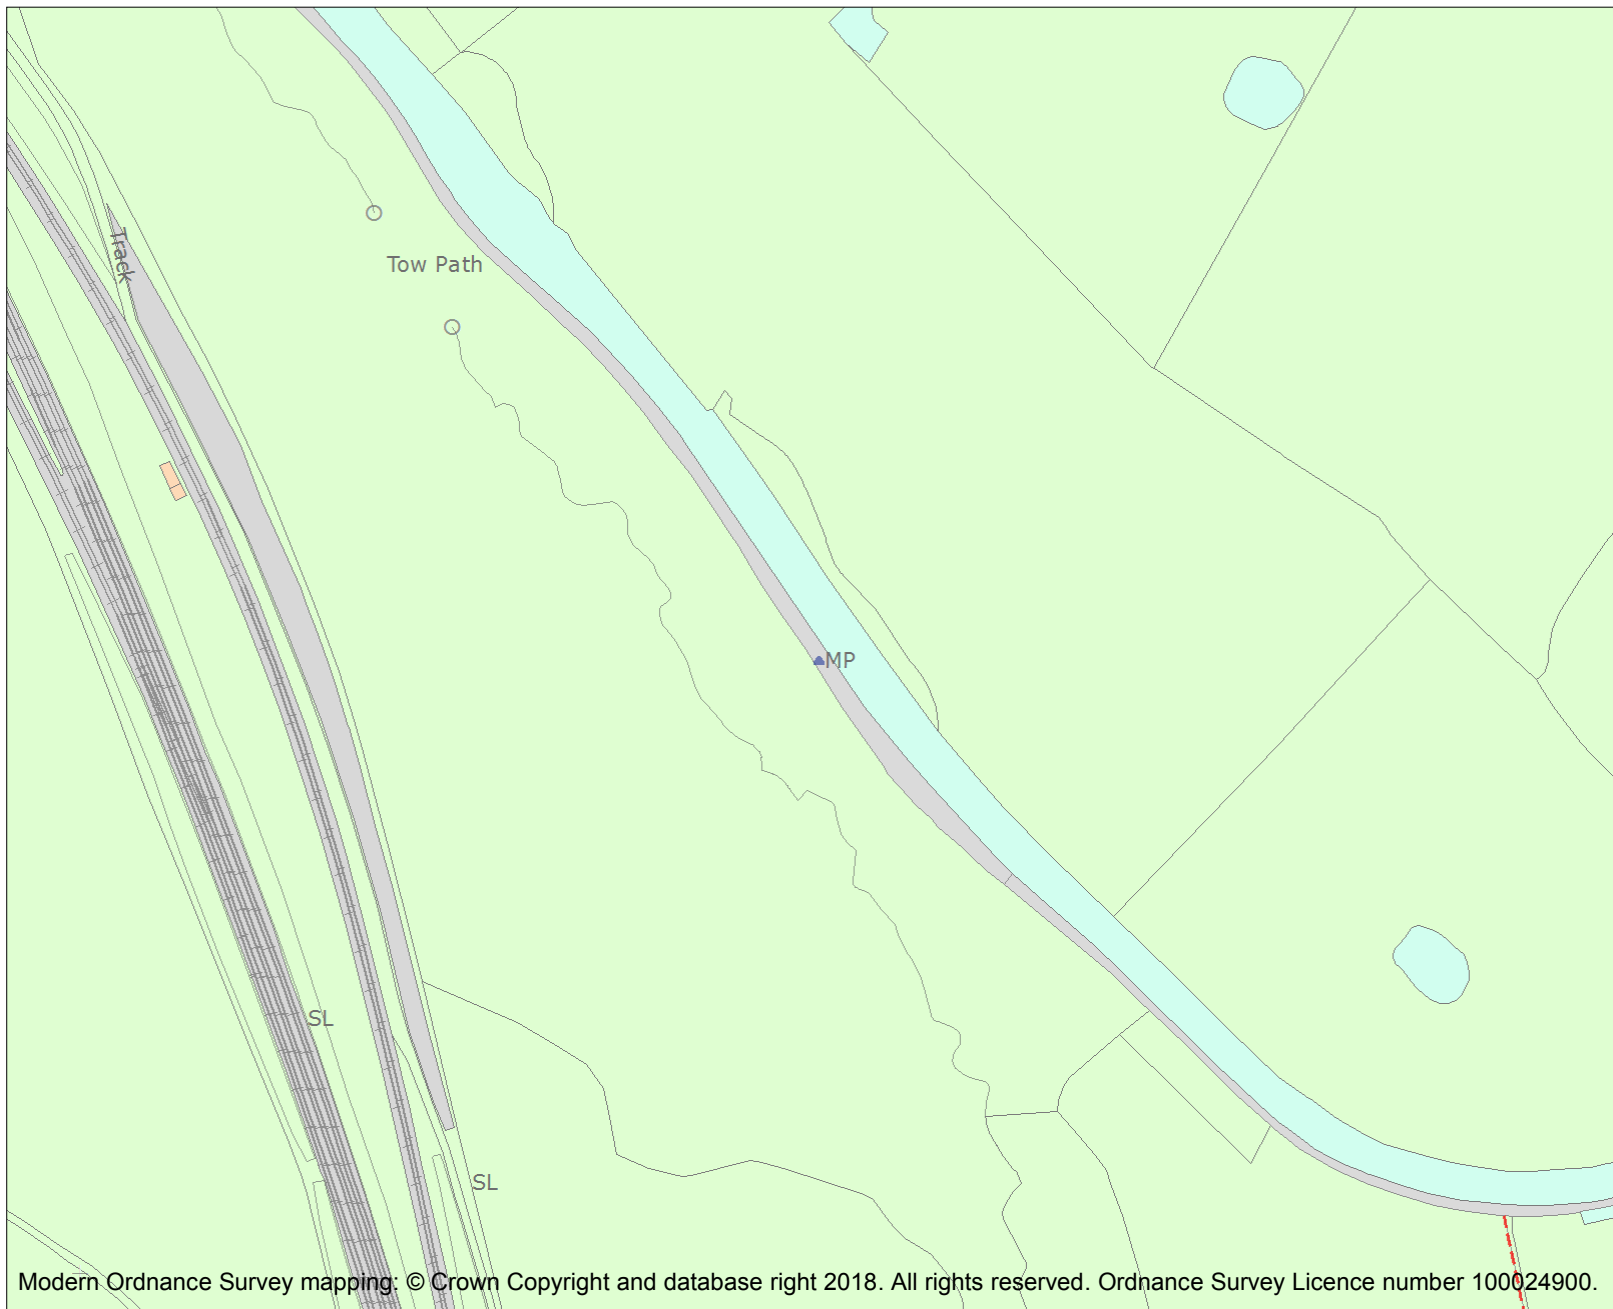 Track
Tow Path
MP
SL
SL
Modern Ordnance Survey mapping: © Crown Copyright and database right 2018. All rights reserved. Ordnance Survey Licence number 100024900.